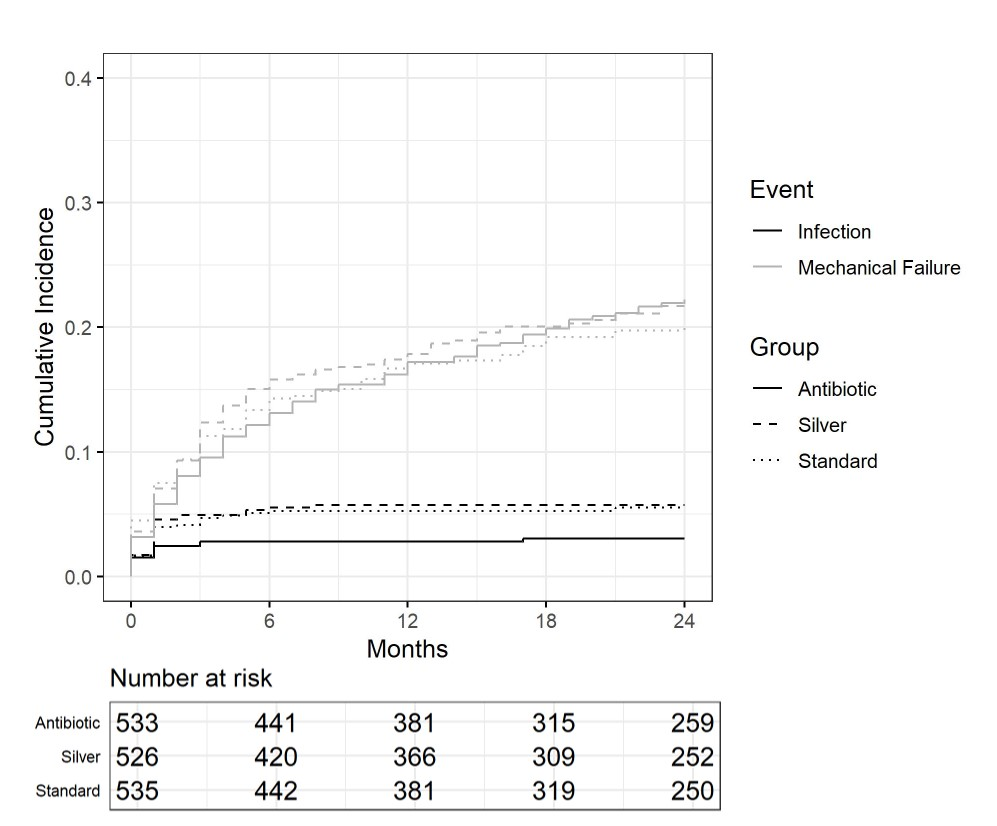 0.4
0.3
0.2
0.1
0.0
Cumulative Incidence
0 6 12 18 24
Months
Event
Infection
Mechanical Failure
Group
Antibiotic
Silver
Standard
Number at risk
Antibiotic 533 441 381 315 259
Silver 526 420 366 309 252
Standard 535 442 381 319 250